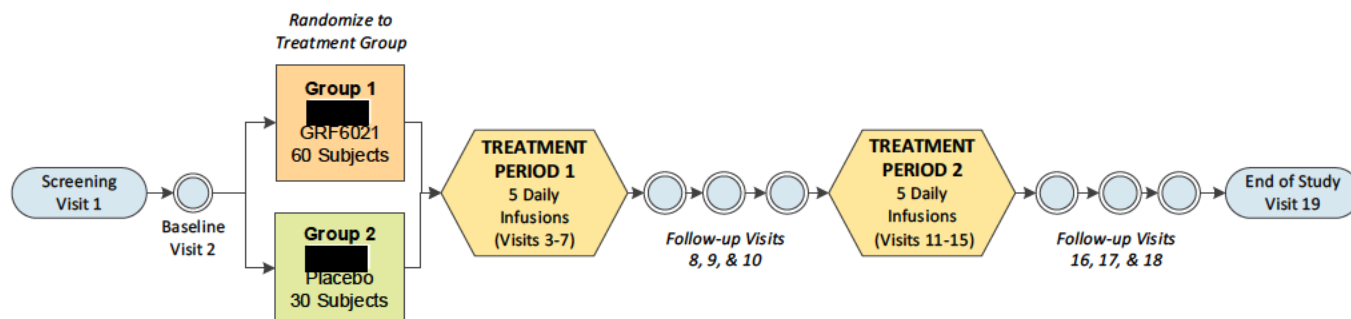 Randomize to
Treatment Group
Screening
Visit 1
Baseline
Visit 2
Group 1
GRF6021
60 Subjects
Group 2
Placebo
30 Subjects
TREATMENT
PERIOD 1
5 Daily
Infusions
(Visits 3-7)
Follow-up Visits
8, 9, & 10
TREATMENT
PERIOD 2
5 Daily
Infusions
(Visits 11-15)
Follow-up Visits
16, 17, & 18
End of Study
Visit 19